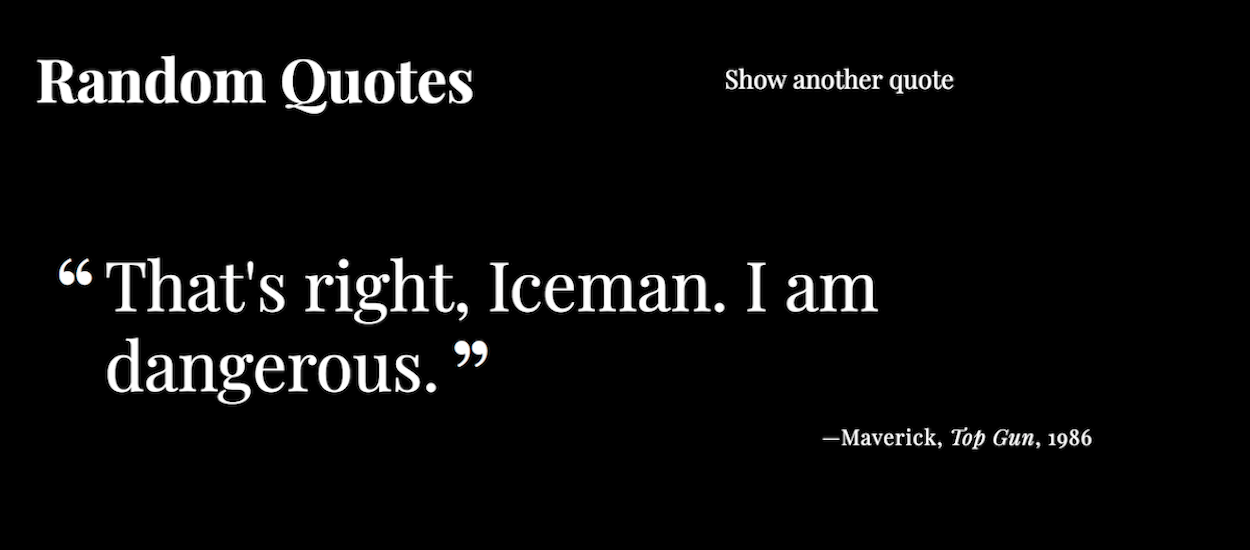 Random Quotes
Show another quote
“ That's right, Iceman. I am
dangerous. ”
—Maverick, Top Gun, 1986